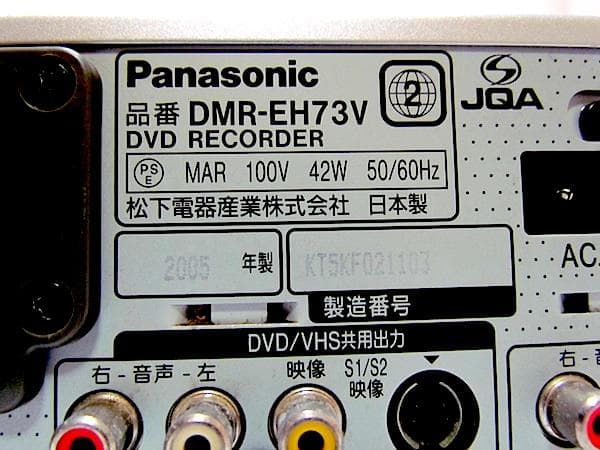 Panasonic
2
JQA
品番 DMR-EH73V
DVD RECORDER
PS E MAR 100V 42W 50/60Hz
松下電器産業株式会社 日本製
2005 年製
KT5KF021103
製造番号
AC
DVD/VHS共用出力
右-音声-左
映像
S1/S2
映像
右-